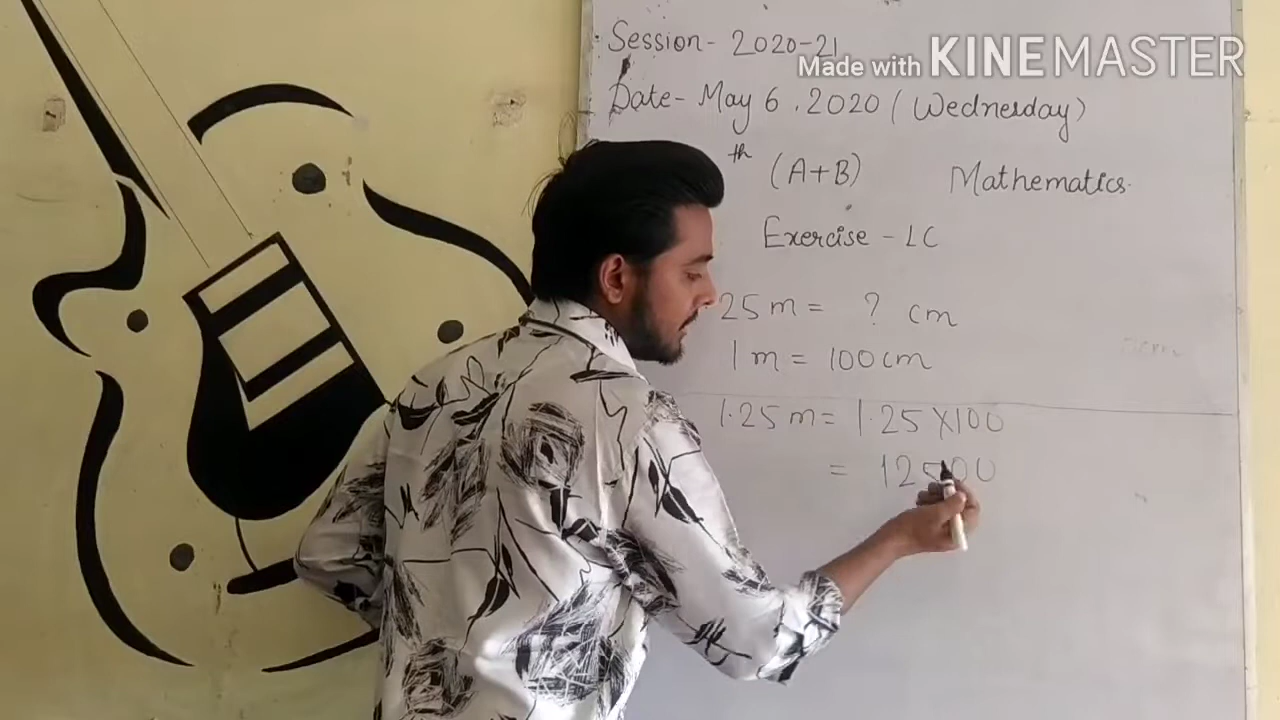 Session - 2020-21
Made with KINEMASTER
Date - May 6, 2020 (Wednesday)
th (A+B) Mathematics.
Exercise - 1C
25 m = ? cm
1 m = 100 cm
1.25 m = 1.25 X 100
= 12500